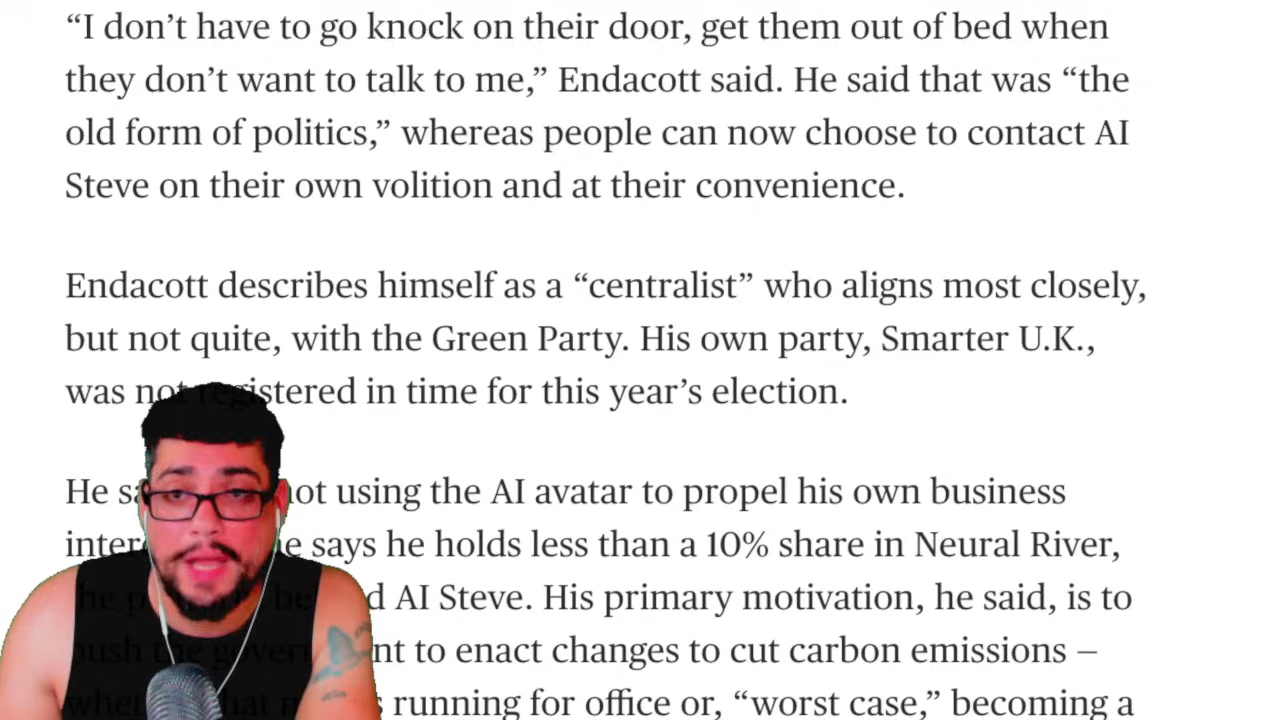 “I don’t have to go knock on their door, get them out of bed when
they don’t want to talk to me,” Endacott said. He said that was “the
old form of politics,” whereas people can now choose to contact AI
Steve on their own volition and at their convenience.
Endacott describes himself as a “centralist” who aligns most closely,
but not quite, with the Green Party. His own party, Smarter U.K.,
was not registered in time for this year’s election.
He not using the AI avatar to propel his own business
says he holds less than a 10% share in Neural River,
AI Steve. His primary motivation, he said, is to
push the government to enact changes to cut carbon emissions –
running for office or, “worst case,” becoming a